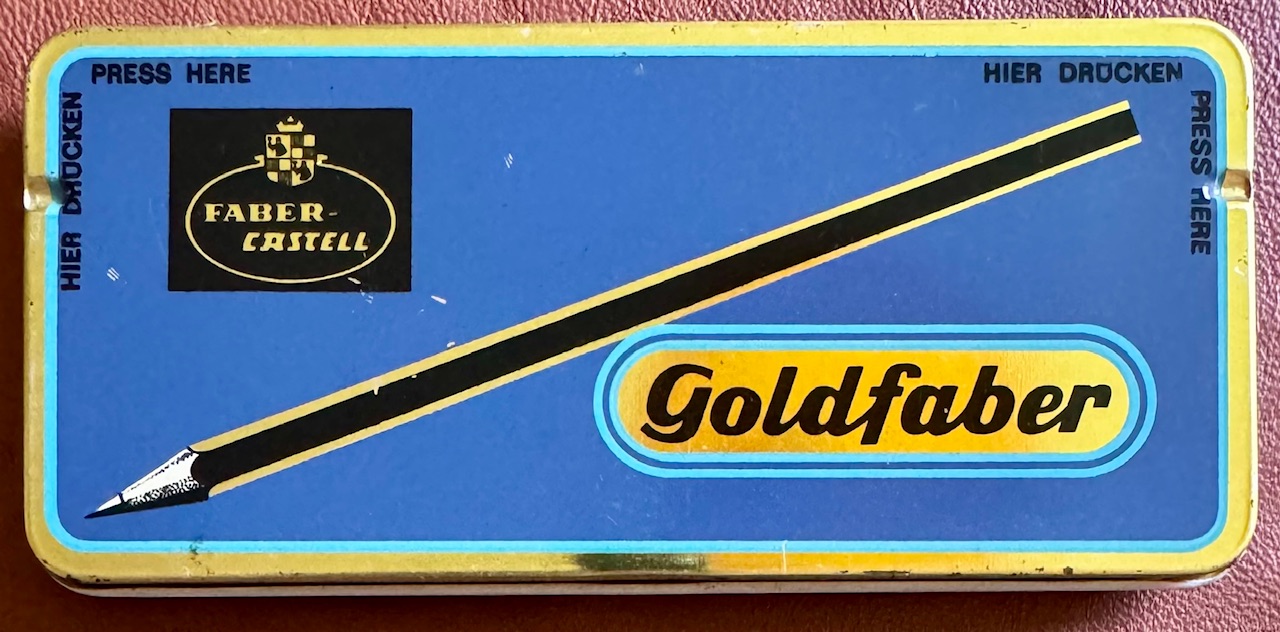 PRESS HERE
HIER DRÜCKEN
HIER DRÜCKEN
PRESS HERE
FABER-
CASTELL
Goldfaber